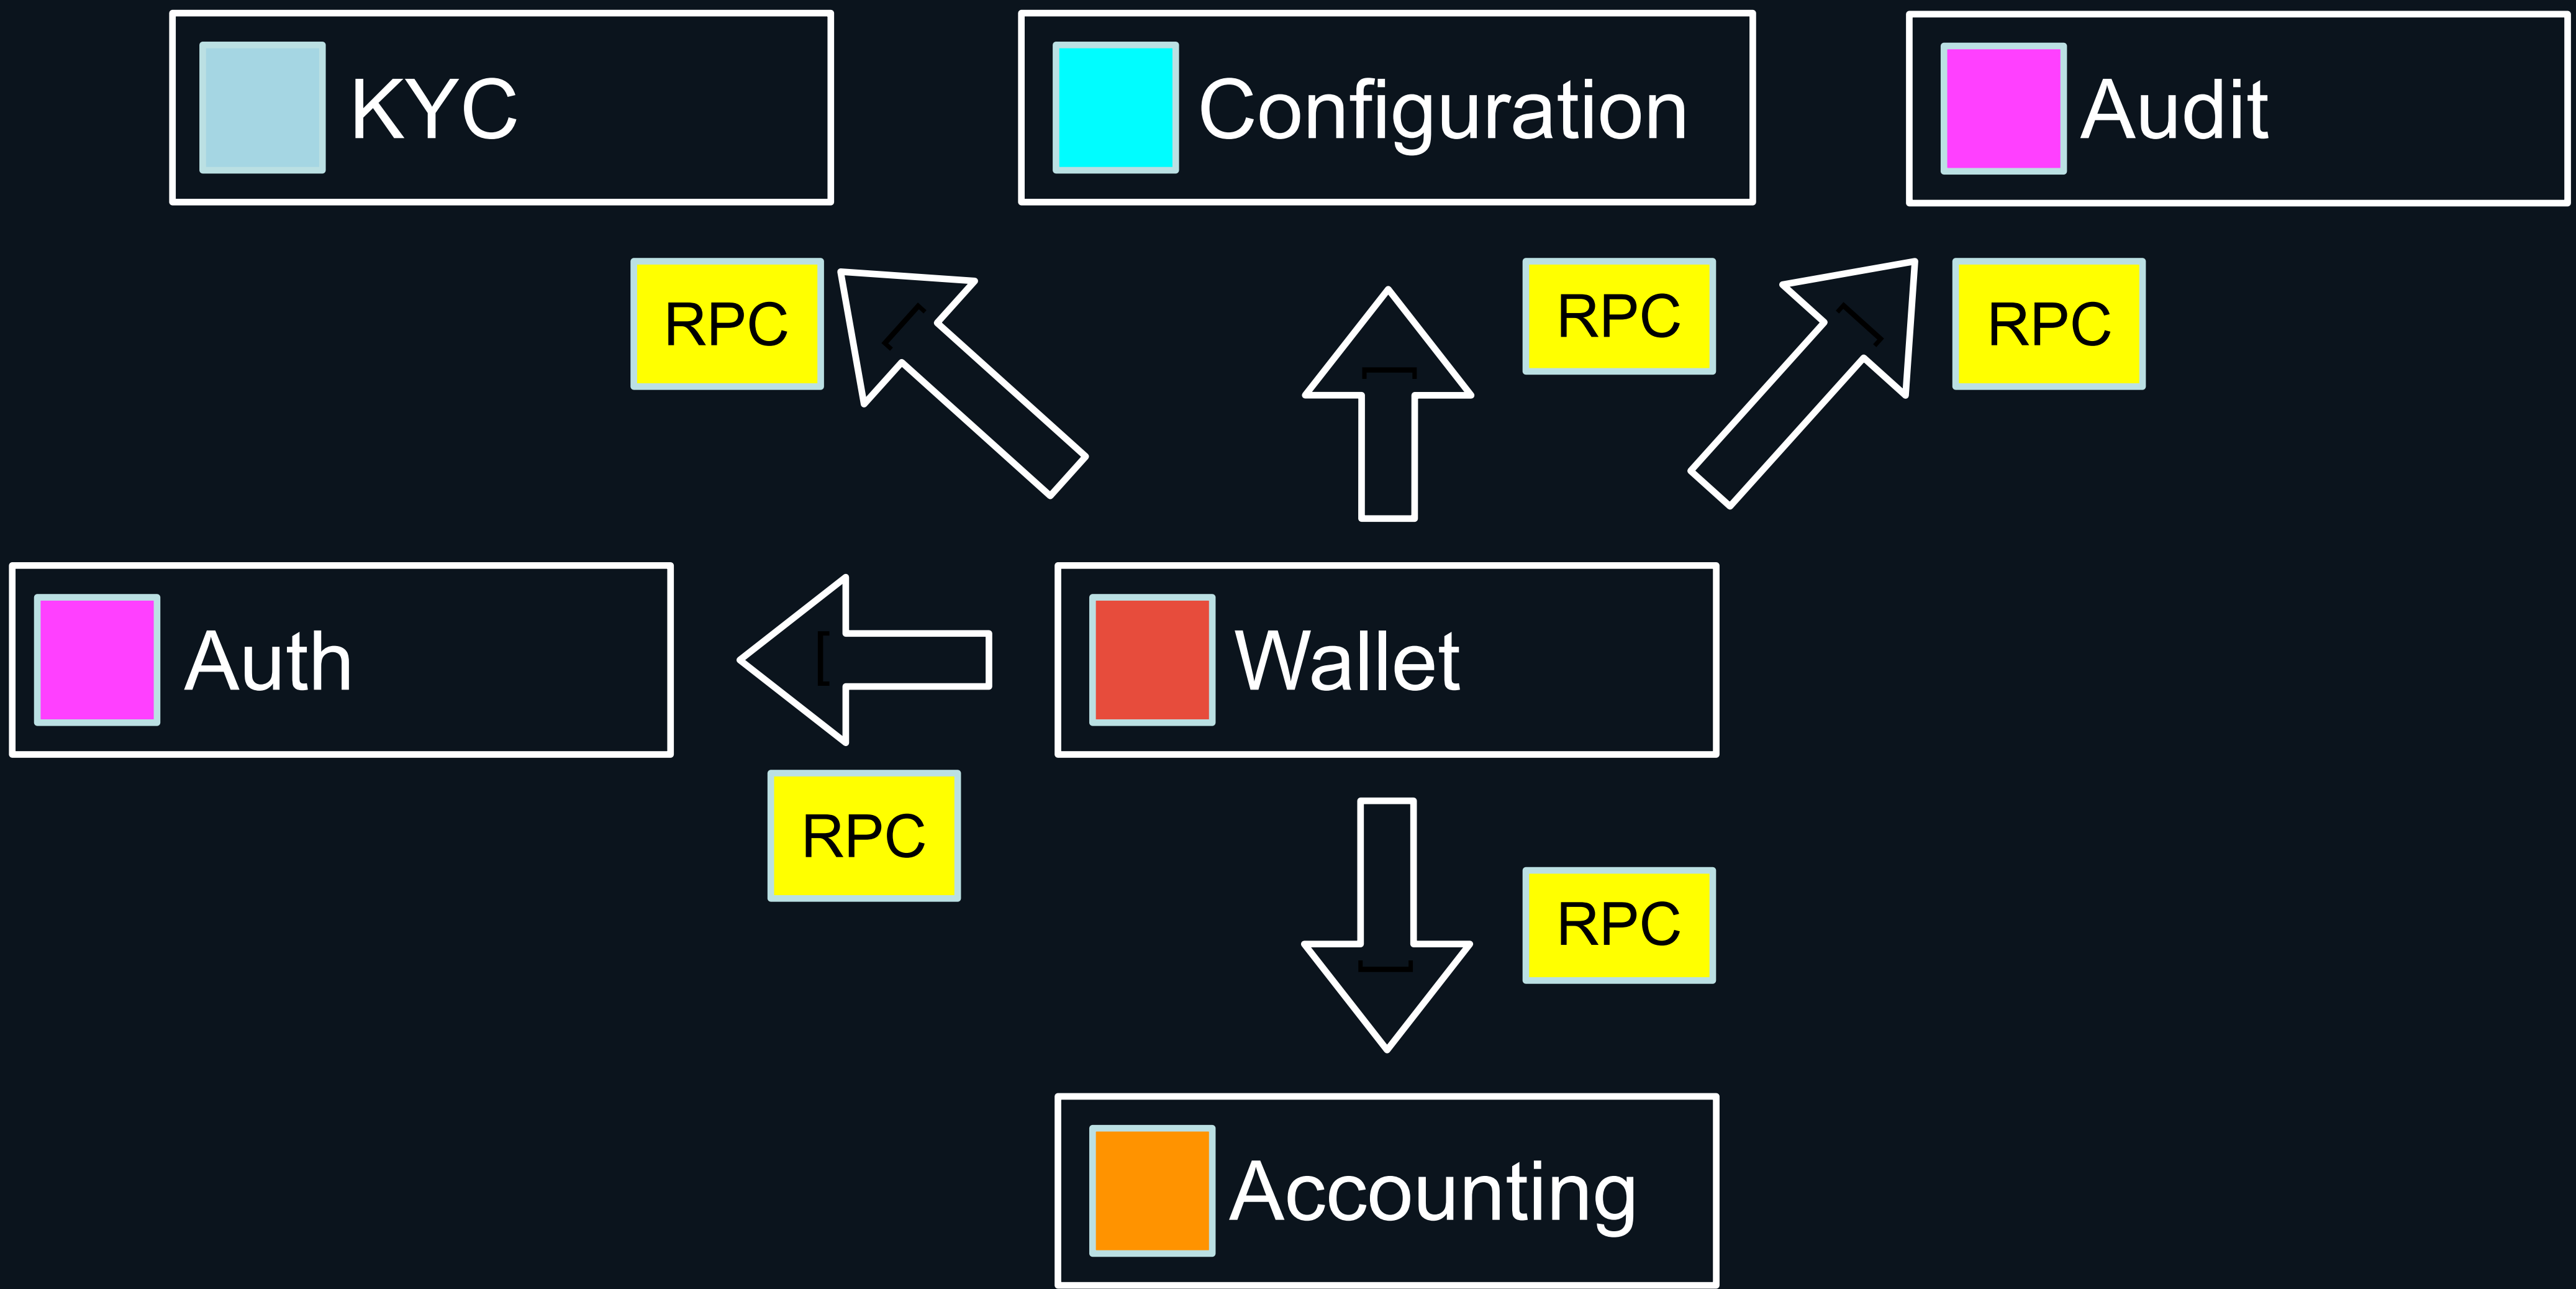 KYC
Configuration
Audit
RPC
RPC
RPC
Auth
Wallet
RPC
RPC
Accounting